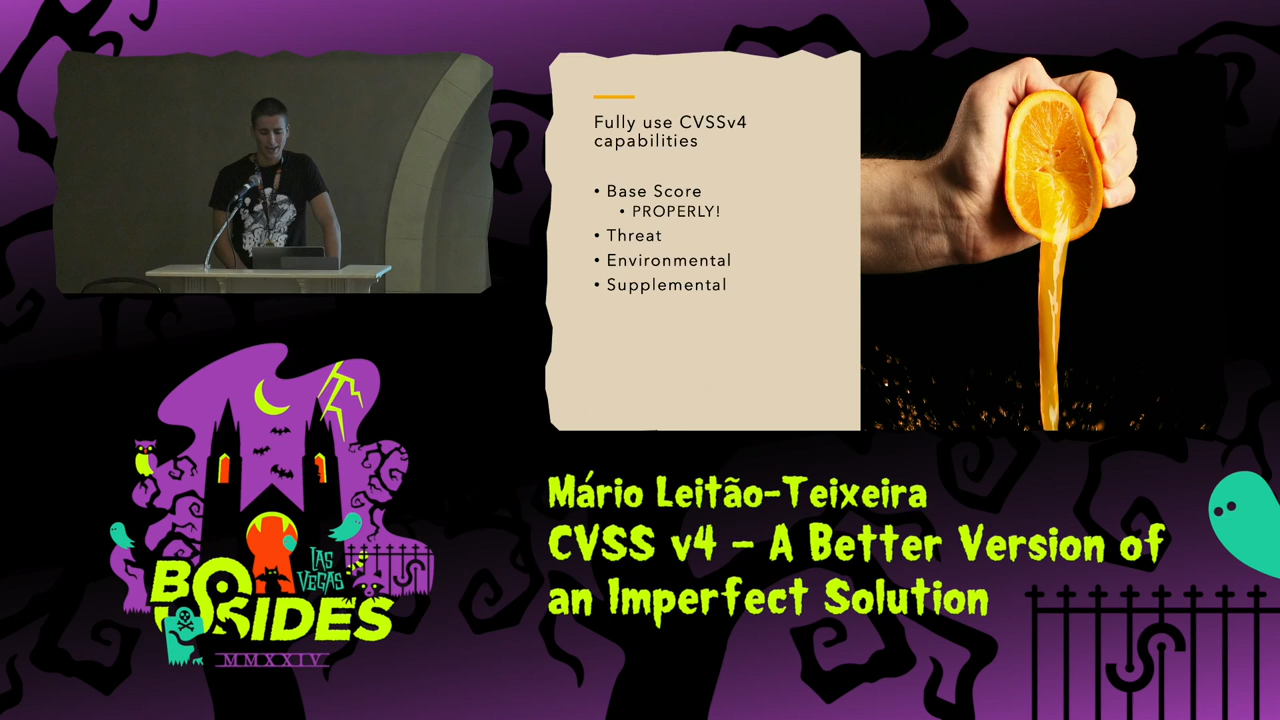 Fully use CVSSv4
capabilities
• Base Score
• PROPERLY!
• Threat
• Environmental
• Supplemental
Mário Leitão-Teixeira
CVSS v4 - A Better Version of
an Imperfect Solution
LAS
VEGAS
BSIDES
MMXXIV